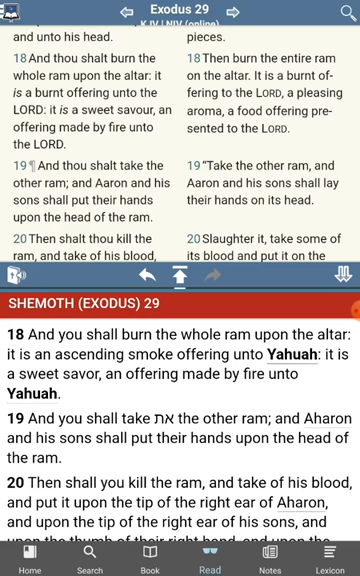 Exodus 29
KJV | NIV (online)
and unto his head.
18 And thou shalt burn the
whole ram upon the altar: it
is a burnt offering unto the
LORD: it is a sweet savour, an
offering made by fire unto
the LORD.
19 ¶ And thou shalt take the
other ram; and Aaron and his
sons shall put their hands
upon the head of the ram.
20 Then shalt thou kill the
ram, and take of his blood,
pieces.
18 Then burn the entire ram
on the altar. It is a burnt of-
fering to the LORD, a pleasing
aroma, a food offering pre-
sented to the LORD.
19 “Take the other ram, and
Aaron and his sons shall lay
their hands on its head.
20 Slaughter it, take some of
its blood and put it on the
SHEMOTH (EXODUS) 29
18 And you shall burn the whole ram upon the altar:
it is an ascending smoke offering unto Yahuah: it is
a sweet savor, an offering made by fire unto
Yahuah.
19 And you shall take את the other ram; and Aharon
and his sons shall put their hands upon the head of
the ram.
20 Then shall you kill the ram, and take of his blood,
and put it upon the tip of the right ear of Aharon,
and upon the tip of the right ear of his sons, and
upon the thumb of their right hand, and upon the
Home
Search
Book
Read
Notes
Lexicon